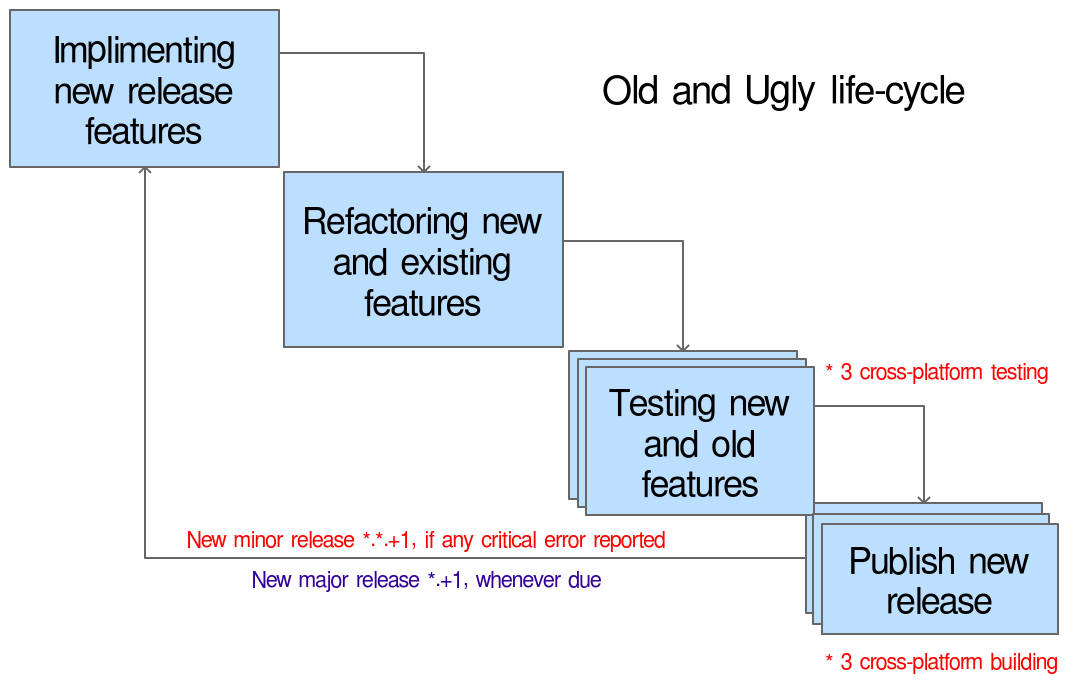 Implimenting
new release
features
Old and Ugly life-cycle
Refactoring new
and existing
features
* 3 cross-platform testing
Testing new
and old
features
New minor release *.*.+1, if any critical error reported
New major release *.+1, whenever due
Publish new
release
* 3 cross-platform building